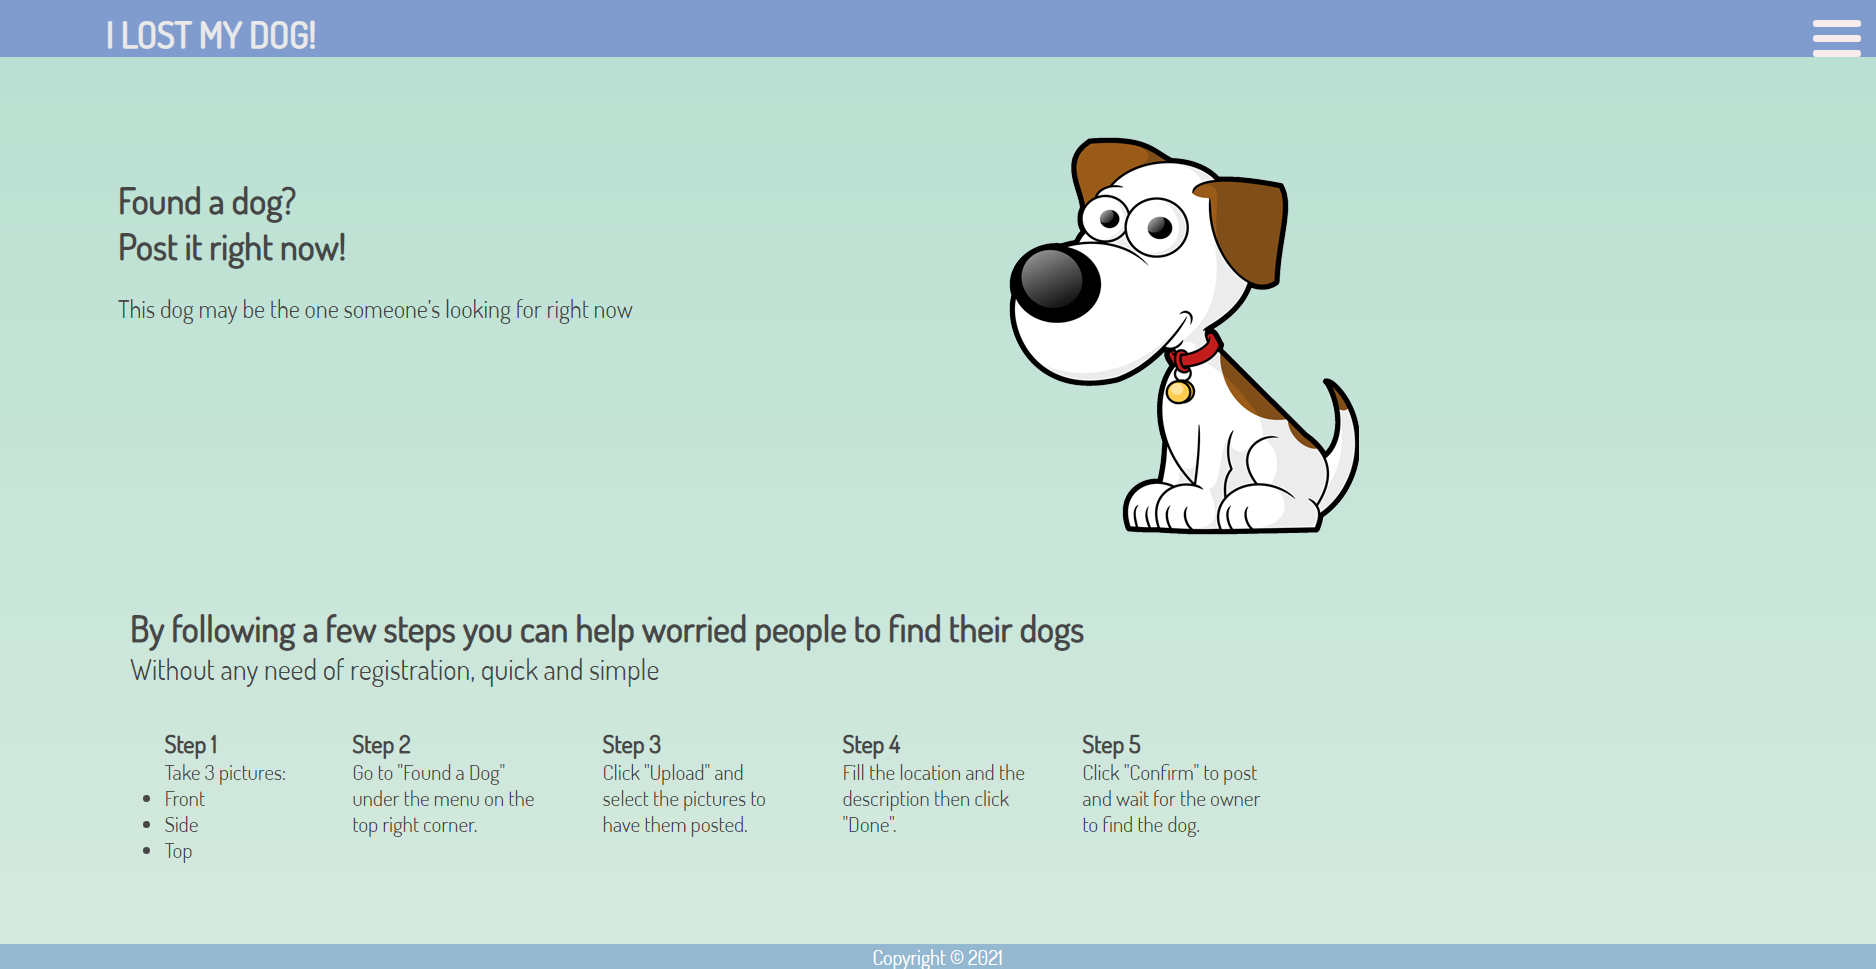 I LOST MY DOG!
Found a dog?
Post it right now!
This dog may be the one someone's looking for right now
By following a few steps you can help worried people to find their dogs
Without any need of registration, quick and simple
Step 1
Take 3 pictures:
• Front
• Side
• Top
Step 2
Go to "Found a Dog"
under the menu on the
top right corner.
Step 3
Click "Upload" and
select the pictures to
have them posted.
Step 4
Fill the location and the
description then click
"Done".
Step 5
Click "Confirm" to post
and wait for the owner
to find the dog.
Copyright © 2021